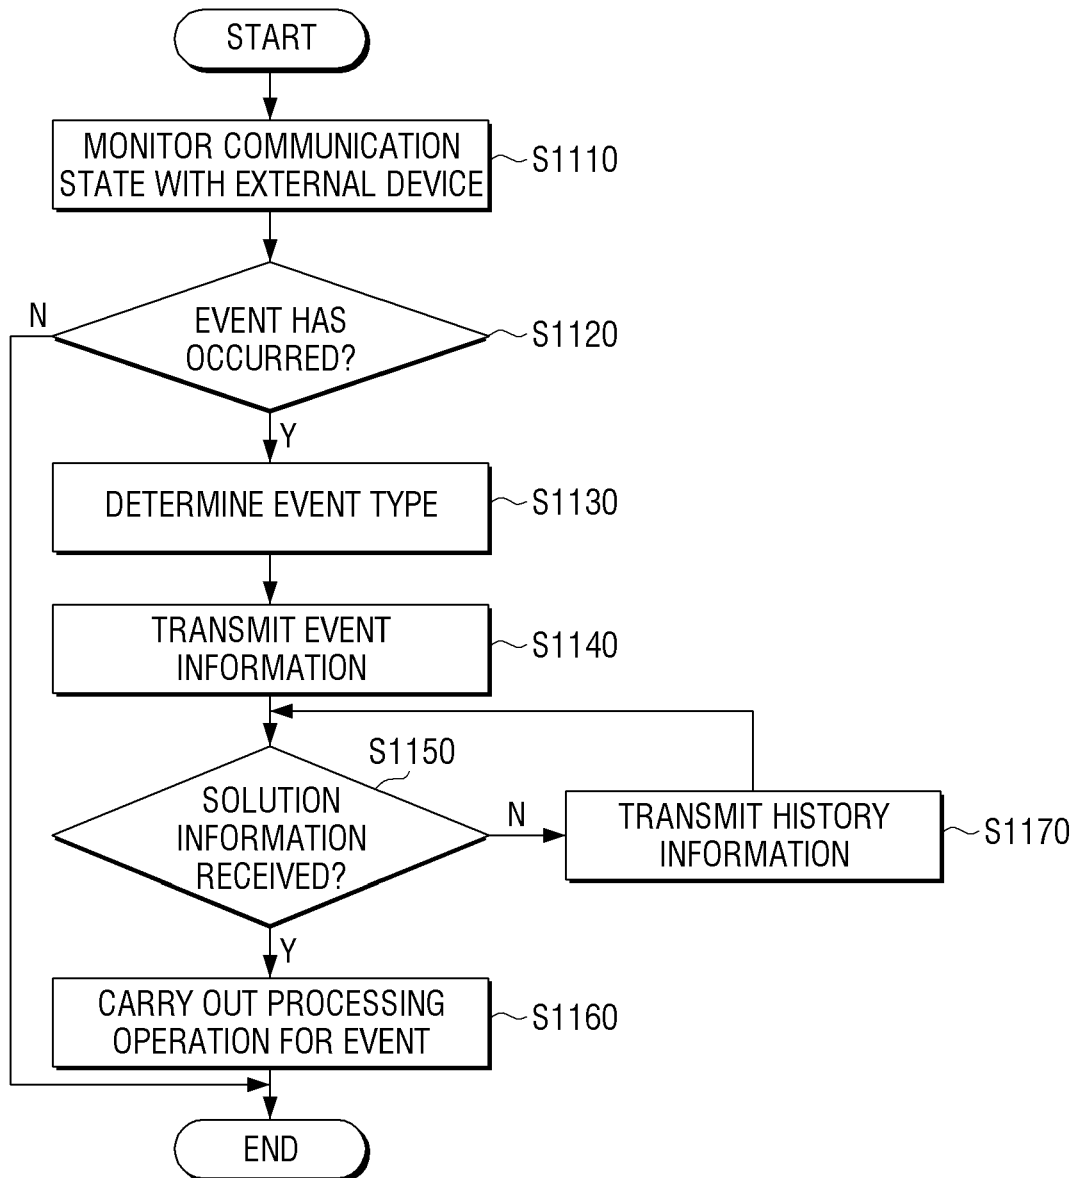 START
MONITOR COMMUNICATION
STATE WITH EXTERNAL DEVICE
S1110
N
EVENT HAS
OCCURRED?
S1120
Y
DETERMINE EVENT TYPE
S1130
TRANSMIT EVENT
INFORMATION
S1140
S1150
SOLUTION
INFORMATION
RECEIVED?
N
TRANSMIT HISTORY
INFORMATION
S1170
Y
CARRY OUT PROCESSING
OPERATION FOR EVENT
S1160
END